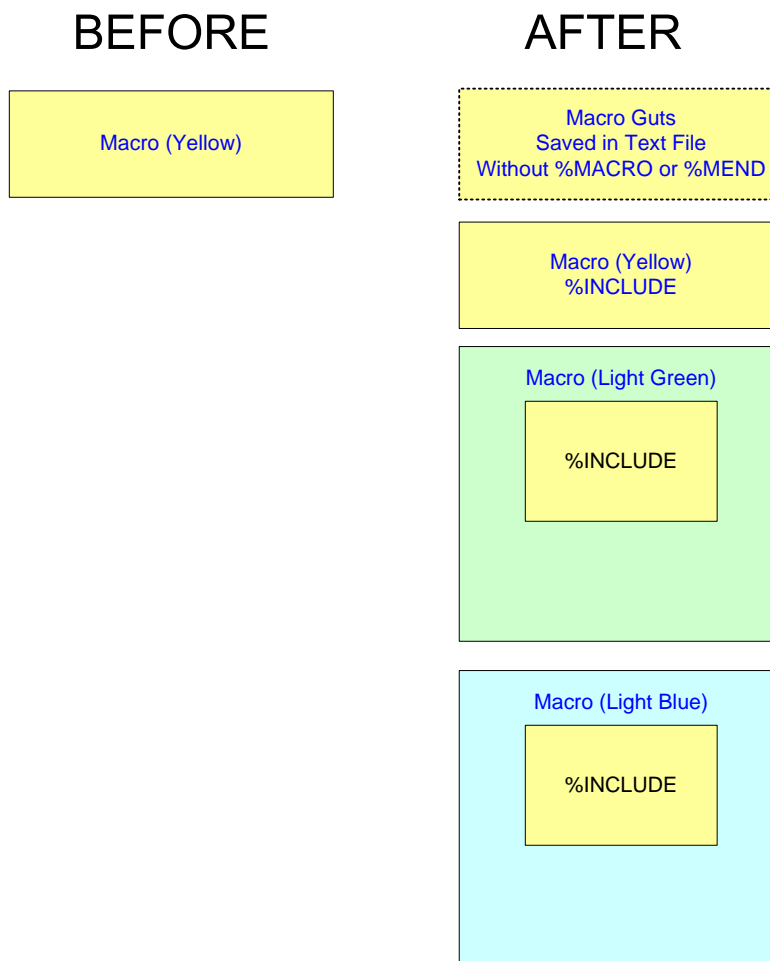 BEFORE
AFTER
Macro (Yellow)
Macro Guts
Saved in Text File
Without %MACRO or %MEND
Macro (Yellow)
%INCLUDE
Macro (Light Green)
%INCLUDE
Macro (Light Blue)
%INCLUDE